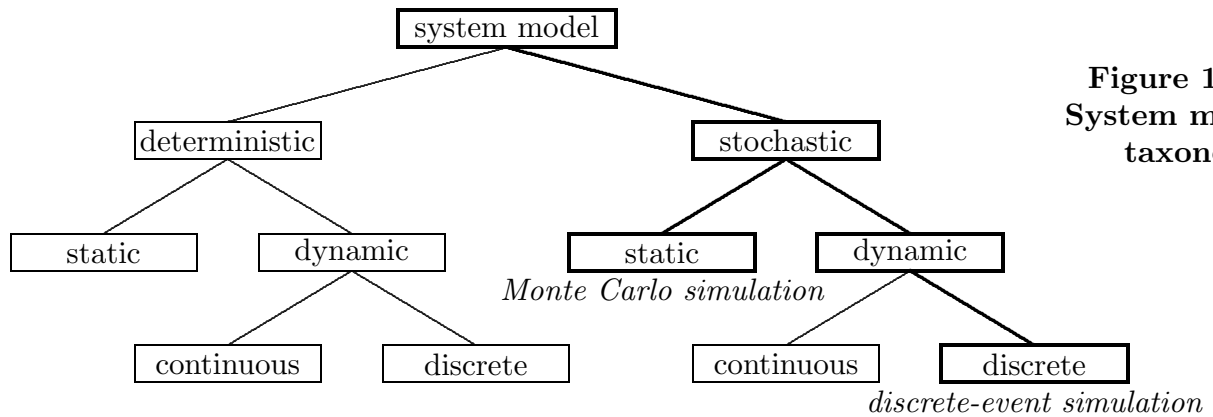 system model
Figure 1
System m
taxon
deterministic
stochastic
static
dynamic
static
dynamic
Monte Carlo simulation
continuous
discrete
continuous
discrete
discrete-event simulation